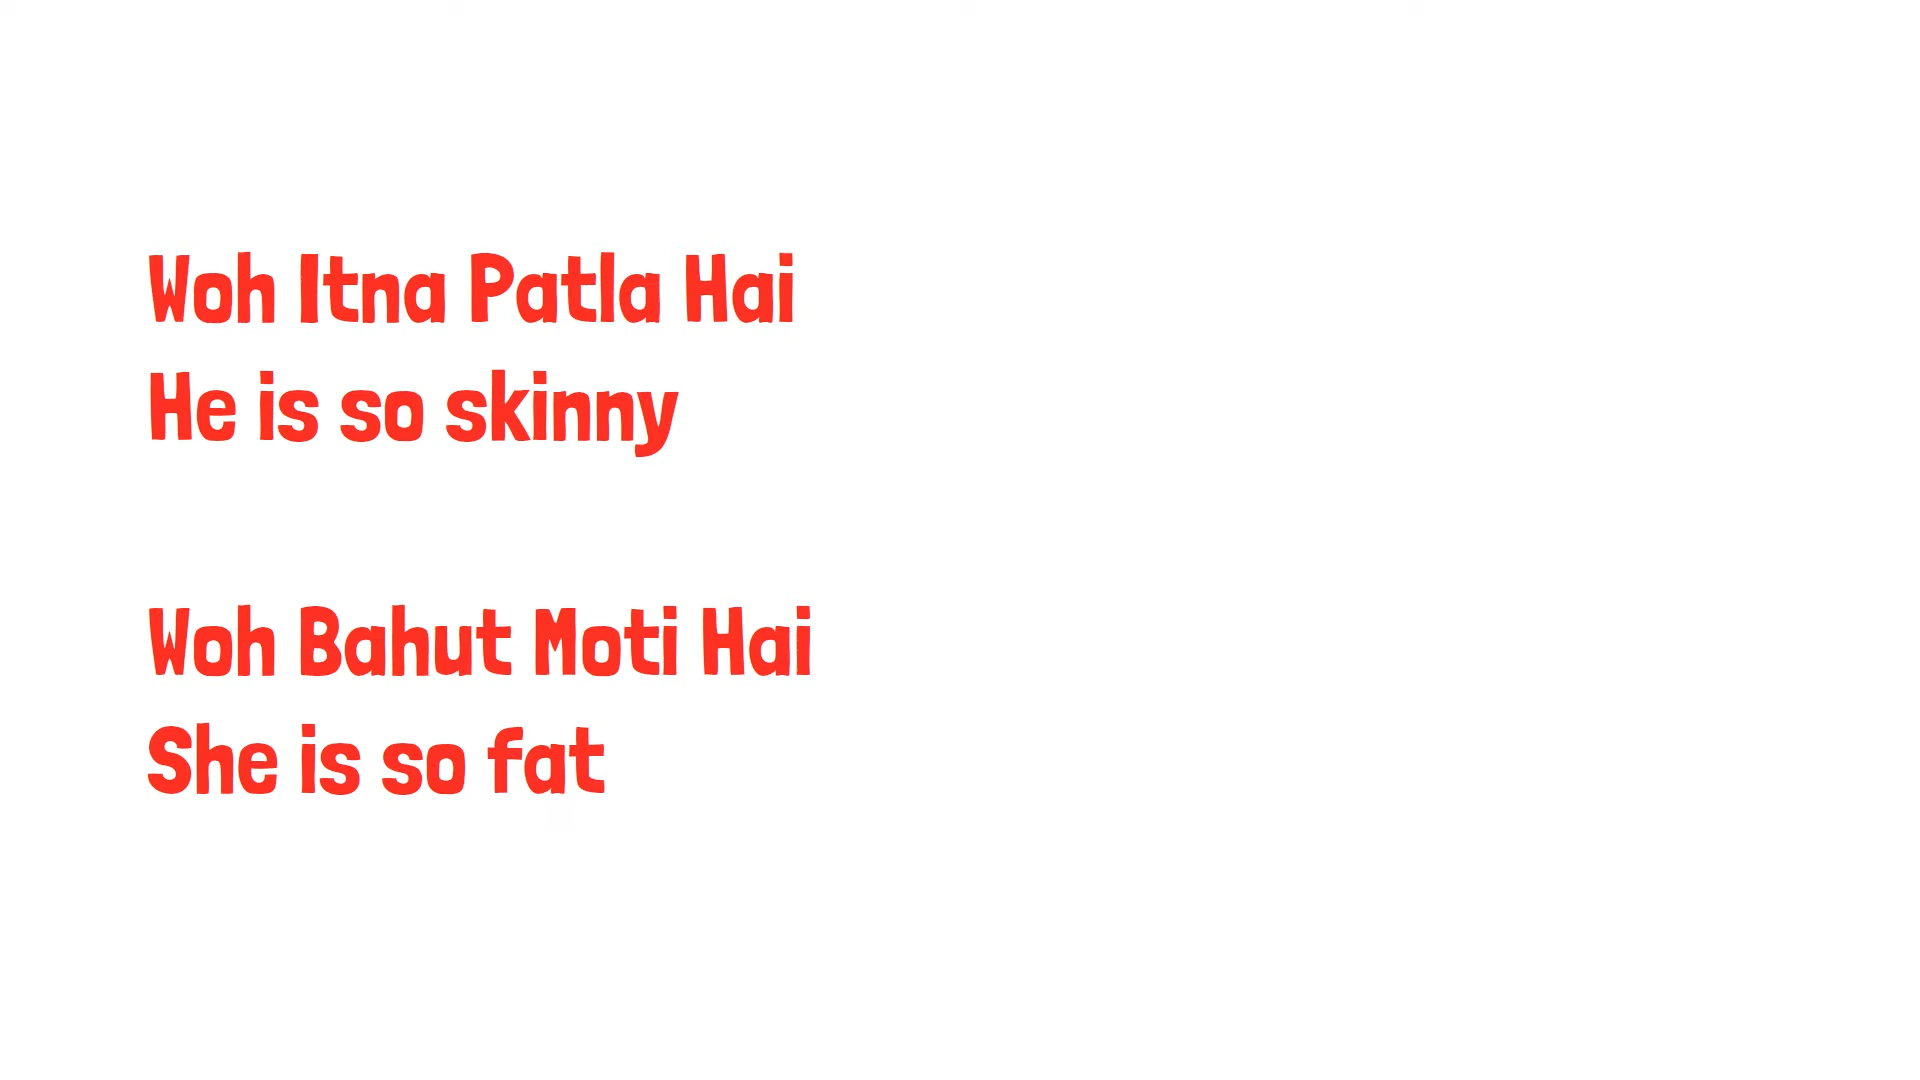 Woh Itna Patla Hai
He is so skinny
Woh Bahut Moti Hai
She is so fat